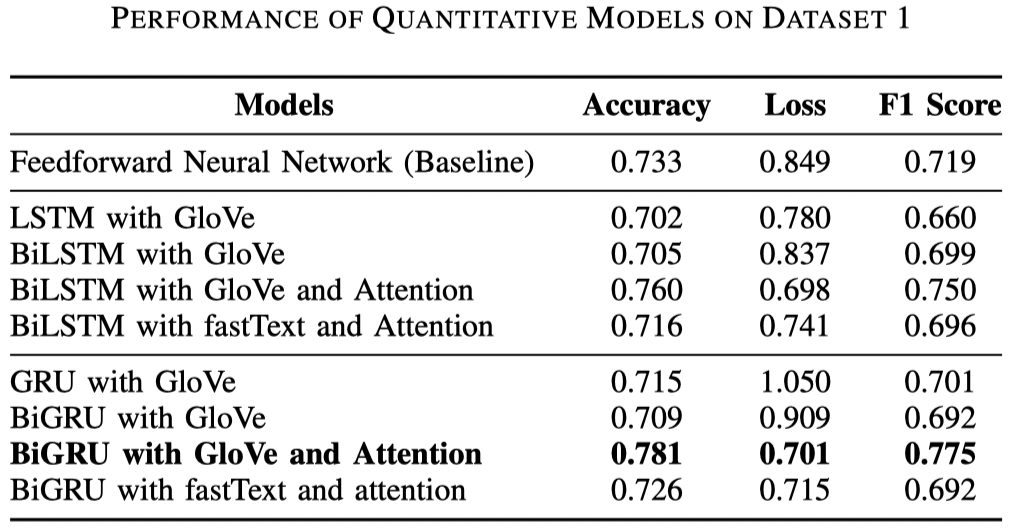 PERFORMANCE OF QUANTITATIVE MODELS ON DATASET 1
Models Accuracy Loss F1 Score
Feedforward Neural Network (Baseline) 0.733 0.849 0.719
LSTM with GloVe 0.702 0.780 0.660
BiLSTM with GloVe 0.705 0.837 0.699
BiLSTM with GloVe and Attention 0.760 0.698 0.750
BiLSTM with fastText and Attention 0.716 0.741 0.696
GRU with GloVe 0.715 1.050 0.701
BiGRU with GloVe 0.709 0.909 0.692
BiGRU with GloVe and Attention 0.781 0.701 0.775
BiGRU with fastText and attention 0.726 0.715 0.692